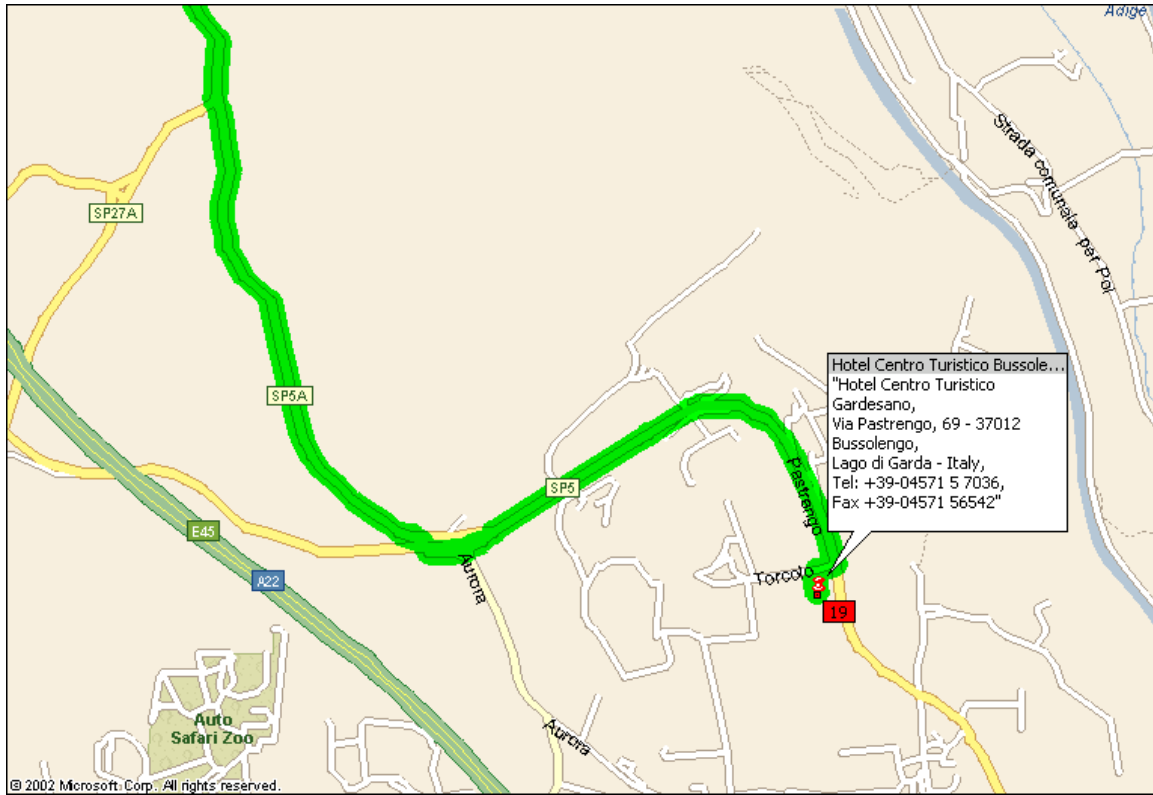 Adige
Strada comunale per Pol
SP27A
Hotel Centro Turistico Bussole...
"Hotel Centro Turistico
Gardesano,
Via Pastrengo, 69 - 37012
Bussolengo,
Lago di Garda - Italy,
Tel: +39-04571 5 7036,
Fax +39-04571 56542"
SP5A
SP5
Pastrango
E45
A22
Aurora
Torcolo
19
Auto
Safari Zoo
Aurora
© 2002 Microsoft Corp. All rights reserved.